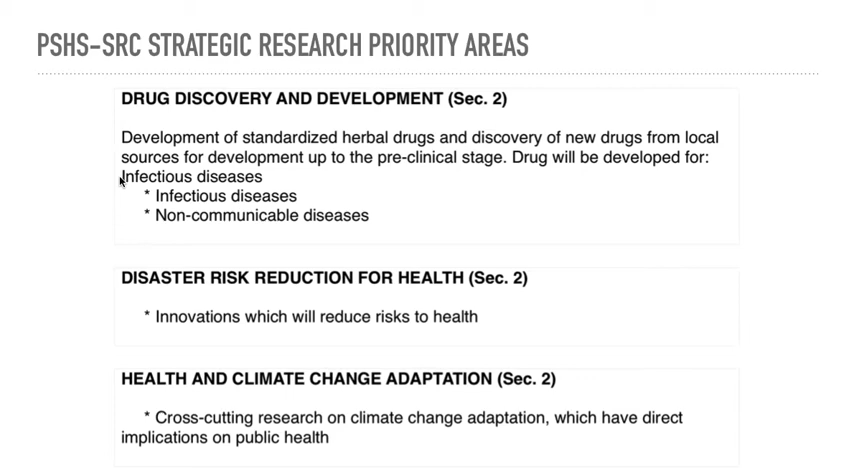 PSHS-SRC STRATEGIC RESEARCH PRIORITY AREAS
DRUG DISCOVERY AND DEVELOPMENT (Sec. 2)
Development of standardized herbal drugs and discovery of new drugs from local
sources for development up to the pre-clinical stage. Drug will be developed for:
Infectious diseases
* Infectious diseases
* Non-communicable diseases
DISASTER RISK REDUCTION FOR HEALTH (Sec. 2)
* Innovations which will reduce risks to health
HEALTH AND CLIMATE CHANGE ADAPTATION (Sec. 2)
* Cross-cutting research on climate change adaptation, which have direct
implications on public health